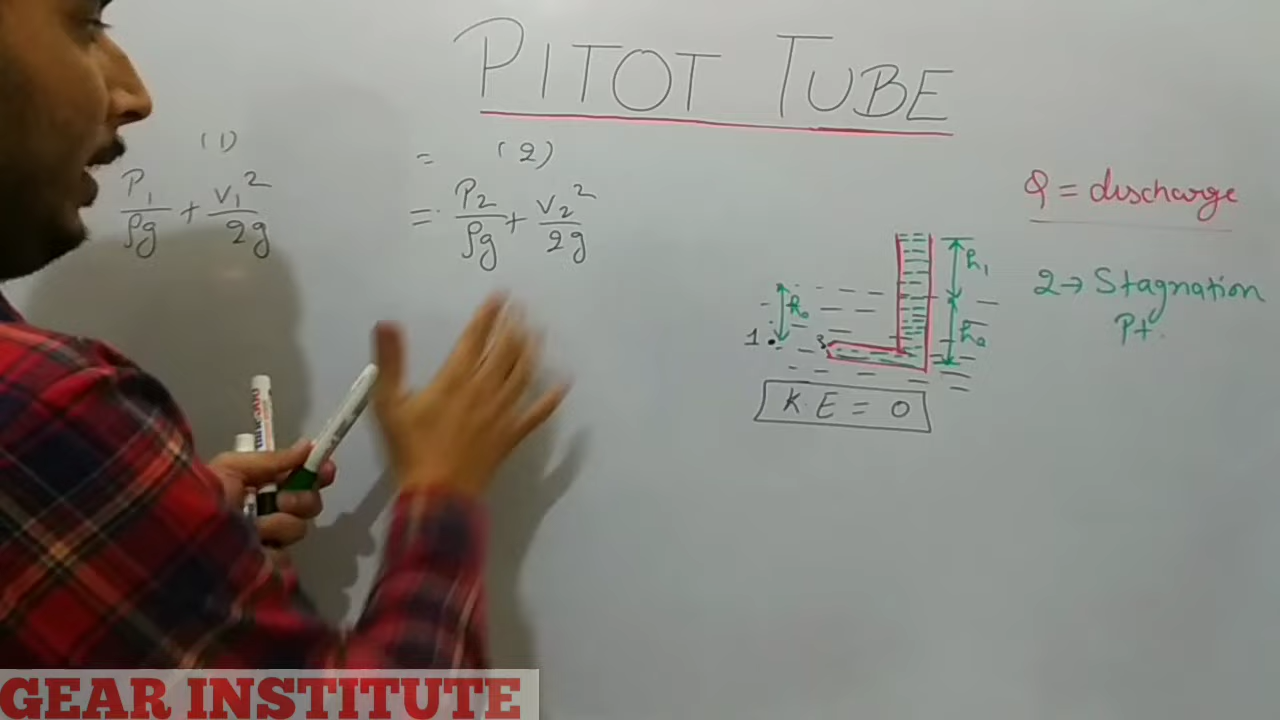 PITOT TUBE
(1) = (2)
P₁/ρg + V₁²/2g = P₂/ρg + V₂²/2g
Q = discharge
2→ Stagnation
Pt.
h₁
h₀
h₀
1
K.E = 0
GEAR INSTITUTE